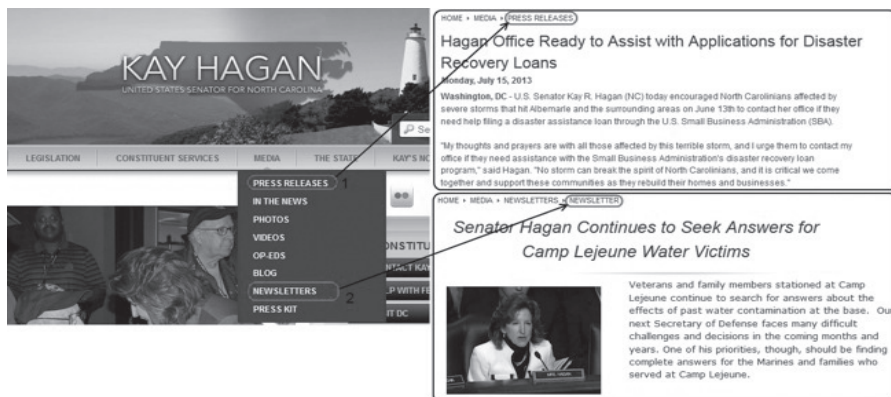 KAY HAGAN
UNITED STATES SENATOR FOR NORTH CAROLINA
Se
LEGISLATION CONSTITUENT SERVICES MEDIA THE STATE KAY'S NO
PRESS RELEASES 1
IN THE NEWS
PHOTOS
VIDEOS
OP-EDS
BLOG
NEWSLETTERS 2
PRESS KIT
CONSTITU
NTACT KAY
LP WITH FE
IT DC
HOME MEDIA PRESS RELEASES
Hagan Office Ready to Assist with Applications for Disaster
Recovery Loans
Monday, July 15, 2013
Washington, DC - U.S. Senator Kay R. Hagan (NC) today encouraged North Carolinians affected by
severe storms that hit Albemarle and the surrounding areas on June 13th to contact her office if they
need help filing a disaster assistance loan through the U.S. Small Business Administration (SBA).
"My thoughts and prayers are with all those affected by this terrible storm, and I urge them to contact my
office if they need assistance with the Small Business Administration's disaster recovery loan
program," said Hagan. "No storm can break the spirit of North Carolinians, and it is critical we come
together and support these communities as they rebuild their homes and businesses."
HOME MEDIA NEWSLETTERS NEWSLETTER
Senator Hagan Continues to Seek Answers for
Camp Lejeune Water Victims
Veterans and family members stationed at Camp
Lejeune continue to search for answers about the
effects of past water contamination at the base. Ou
next Secretary of Defense faces many difficult
challenges and decisions in the coming months and
years. One of his priorities, though, should be finding
complete answers for the Marines and families who
served at Camp Lejeune.